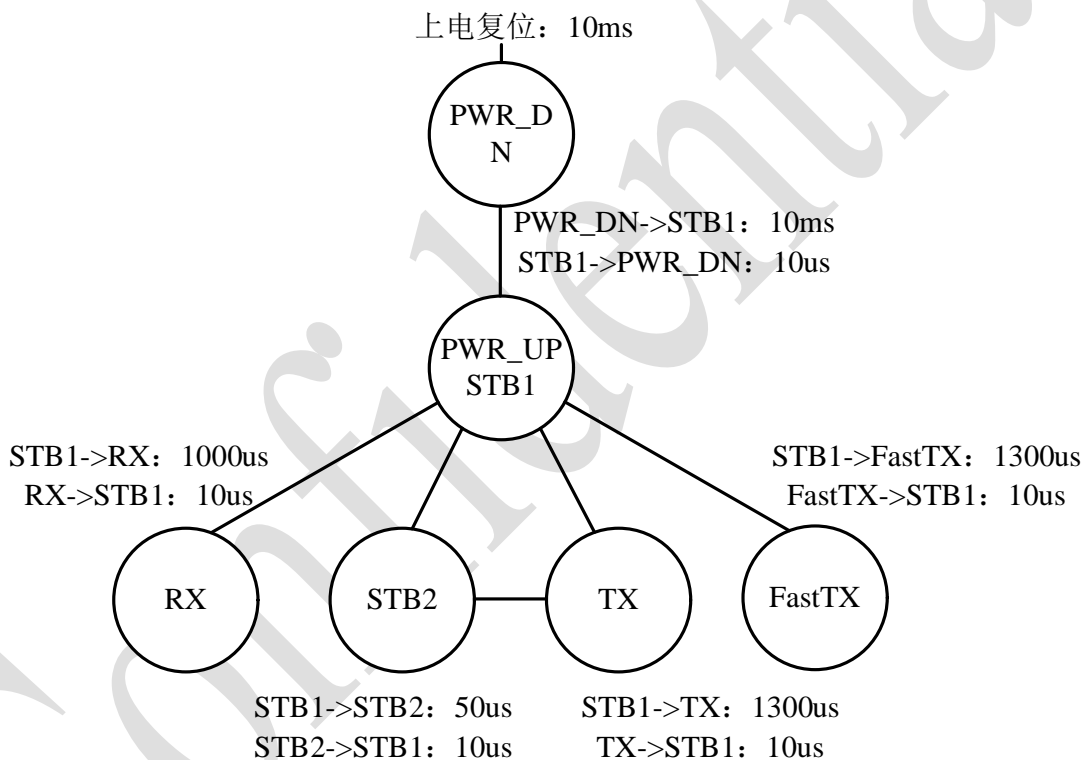 上电复位：10ms
PWR_D
N
PWR_DN->STB1：10ms
STB1->PWR_DN：10us
PWR_UP
STB1
STB1->RX：1000us
RX->STB1：10us
STB1->FastTX：1300us
FastTX->STB1：10us
RX
STB2
TX
FastTX
STB1->STB2：50us
STB2->STB1：10us
STB1->TX：1300us
TX->STB1：10us
Confidential